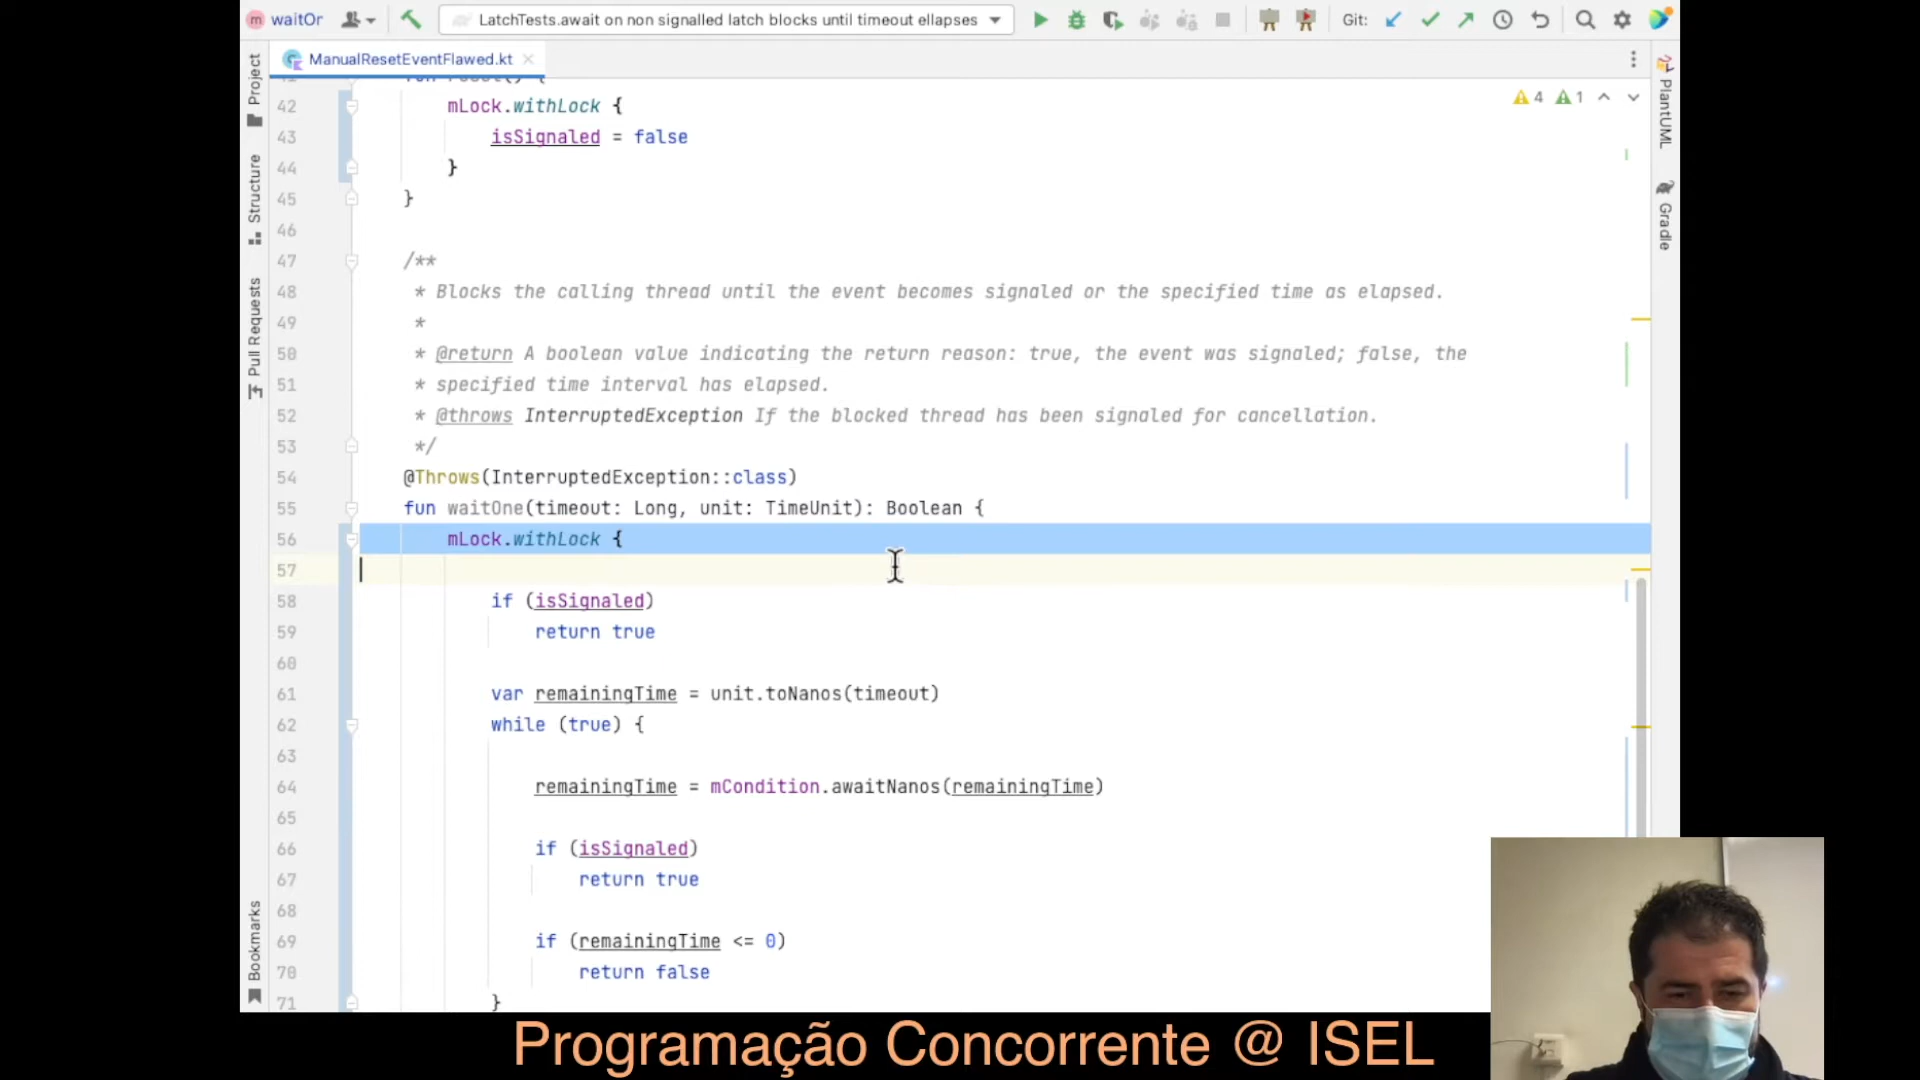 waitOr
LatchTests.await on non signalled latch blocks until timeout ellapses
Git:
ManualResetEventFlawed.kt
Project
Structure
Pull Requests
Bookmarks
PlantUML
Gradle
4 1
42 mLock.withLock {
43 isSignaled = false
44 }
45 }
46
47 /**
48 * Blocks the calling thread until the event becomes signaled or the specified time as elapsed.
49 *
50 * @return A boolean value indicating the return reason: true, the event was signaled; false, the
51 * specified time interval has elapsed.
52 * @throws InterruptedException If the blocked thread has been signaled for cancellation.
53 */
54 @Throws(InterruptedException::class)
55 fun waitOne(timeout: Long, unit: TimeUnit): Boolean {
56 mLock.withLock {
57
58 if (isSignaled)
59 return true
60
61 var remainingTime = unit.toNanos(timeout)
62 while (true) {
63
64 remainingTime = mCondition.awaitNanos(remainingTime)
65
66 if (isSignaled)
67 return true
68
69 if (remainingTime <= 0)
70 return false
71 }
Programação Concorrente @ ISEL